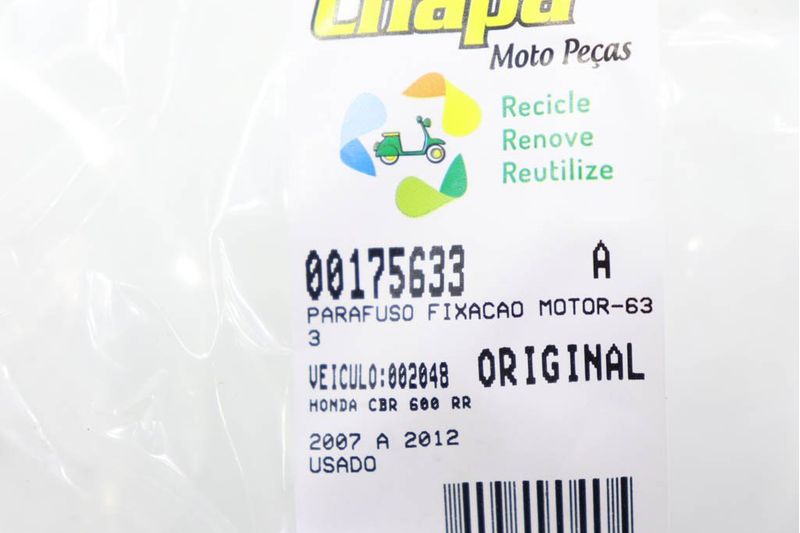 Chapa
Moto Peças
Recicle
Renove
Reutilize
00175633 A
PARAFUSO FIXACAO MOTOR-63
3
VEICULO:002048 ORIGINAL
HONDA CBR 600 RR
2007 A 2012
USADO